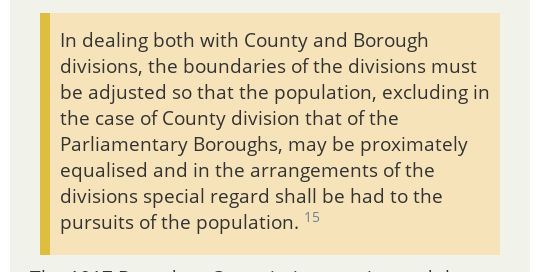 In dealing both with County and Borough
divisions, the boundaries of the divisions must
be adjusted so that the population, excluding in
the case of County division that of the
Parliamentary Boroughs, may be proximately
equalised and in the arrangements of the
divisions special regard shall be had to the
pursuits of the population. 15